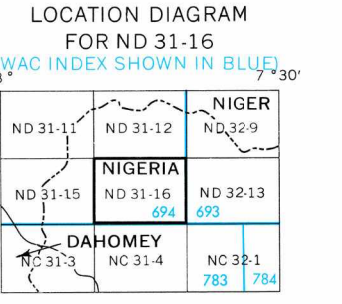 LOCATION DIAGRAM
FOR ND 31-16
(WAC INDEX SHOWN IN BLUE)
3° 7°30'
NIGER
ND 31-11 ND 31-12 ND 32-9
NIGERIA
ND 31-15 ND 31-16 ND 32-13
694 693
DAHOMEY
NC 31-3 NC 31-4 NC 32-1
783 784